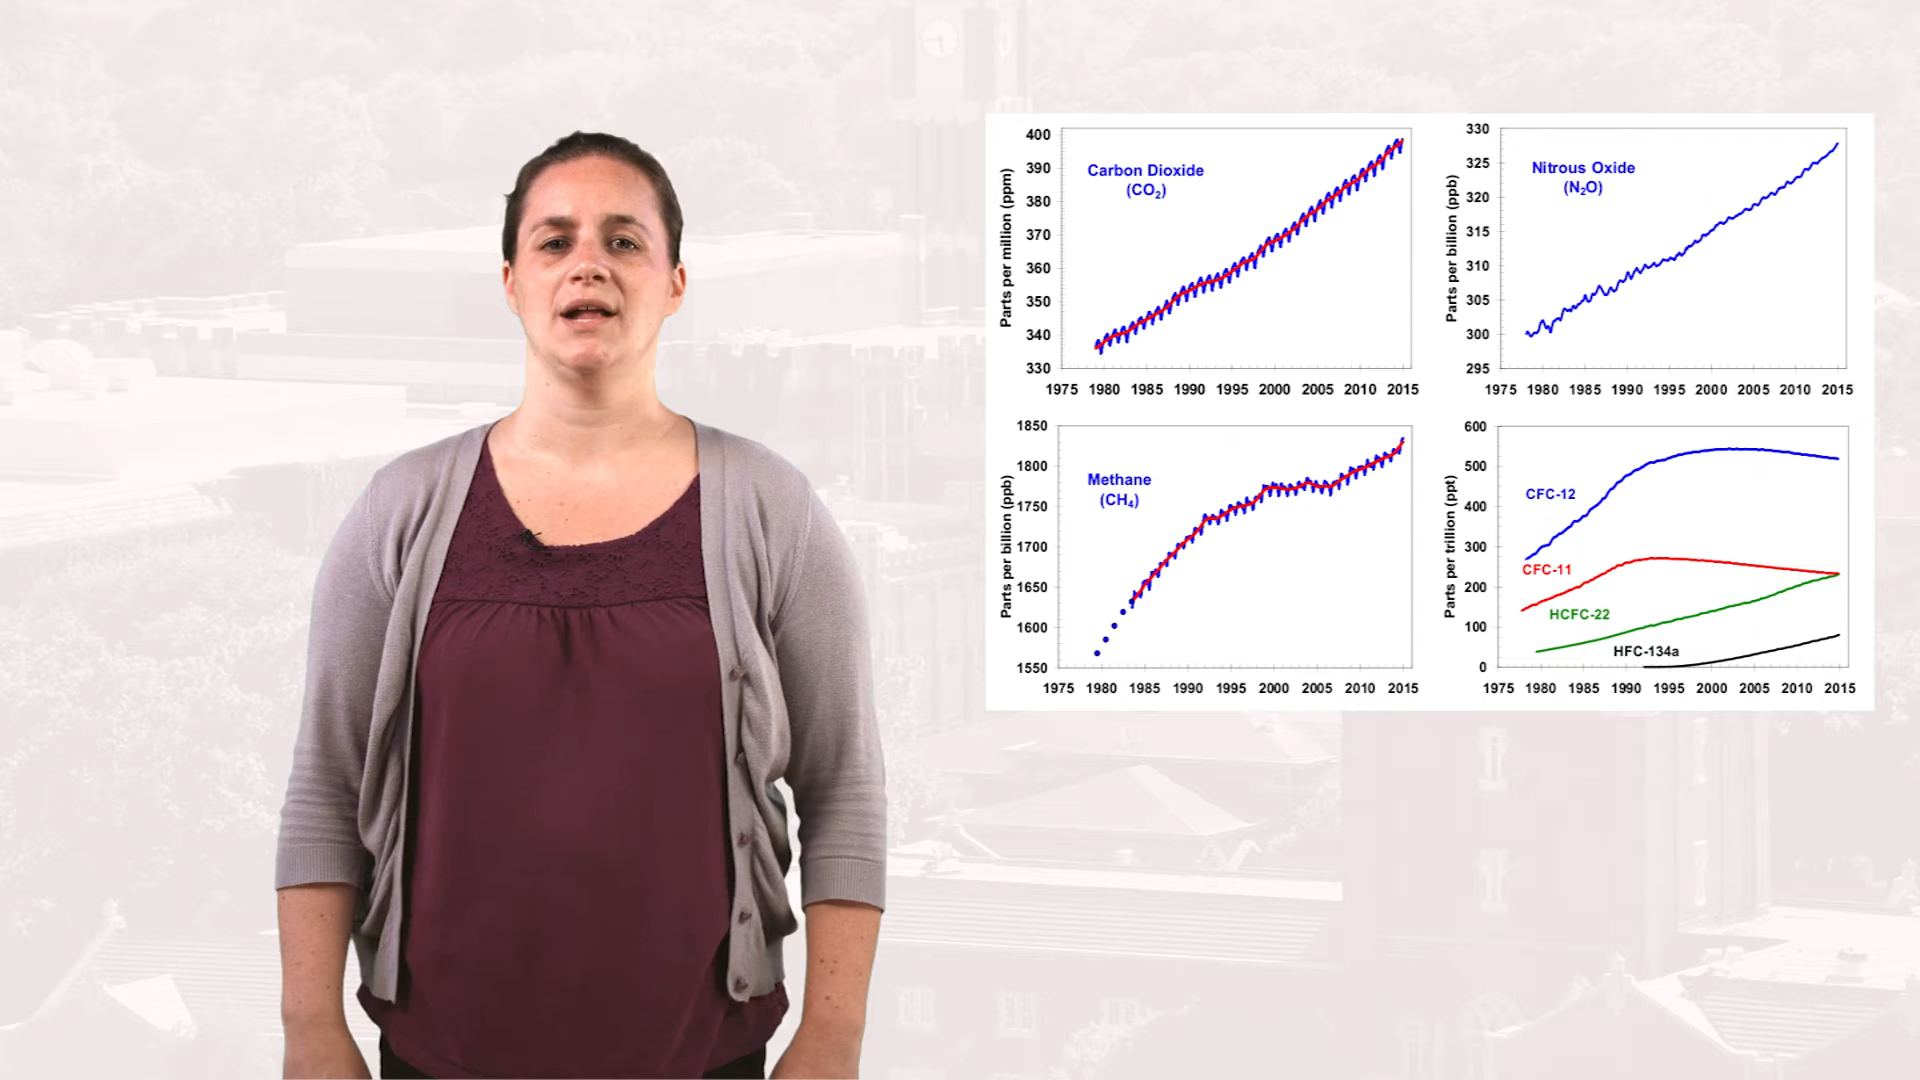 Parts per million (ppm)
400
390
380
370
360
350
340
330
Carbon Dioxide
(CO₂)
1975 1980 1985 1990 1995 2000 2005 2010 2015
Parts per billion (ppb)
330
325
320
315
310
305
300
295
Nitrous Oxide
(N₂O)
1975 1980 1985 1990 1995 2000 2005 2010 2015
Parts per billion (ppb)
1850
1800
1750
1700
1650
1600
1550
Methane
(CH₄)
1975 1980 1985 1990 1995 2000 2005 2010 2015
Parts per trillion (ppt)
600
500
400
300
200
100
0
CFC-12
CFC-11
HCFC-22
HFC-134a
1975 1980 1985 1990 1995 2000 2005 2010 2015